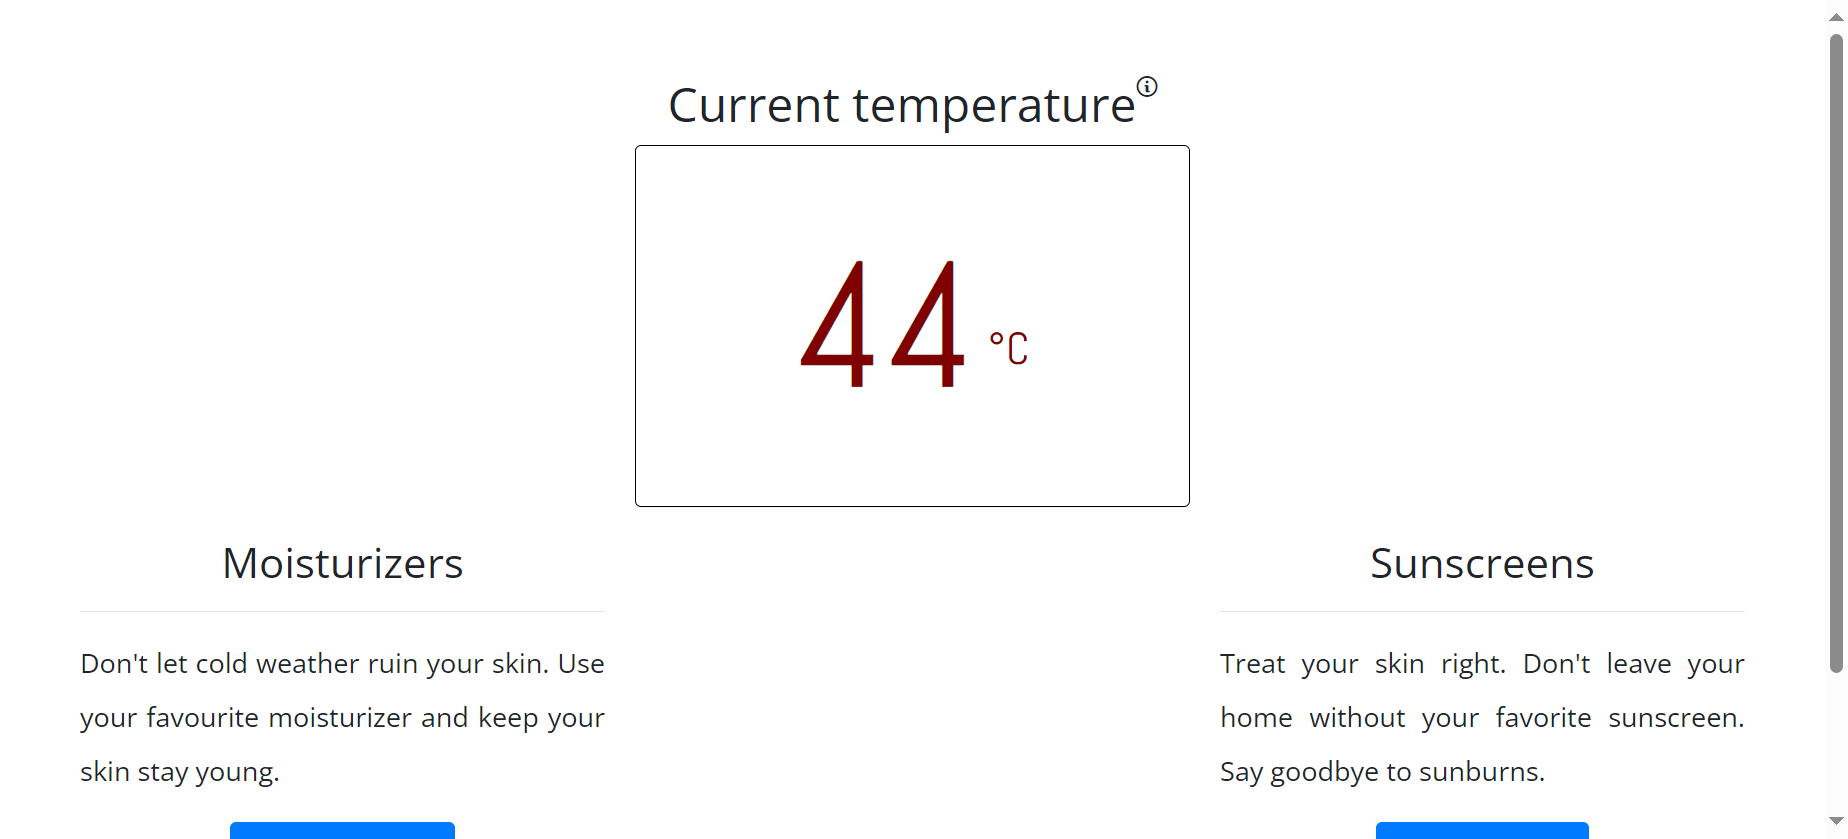 Current temperature
44 °C
Moisturizers
Don't let cold weather ruin your skin. Use
your favourite moisturizer and keep your
skin stay young.
Sunscreens
Treat your skin right. Don't leave your
home without your favorite sunscreen.
Say goodbye to sunburns.